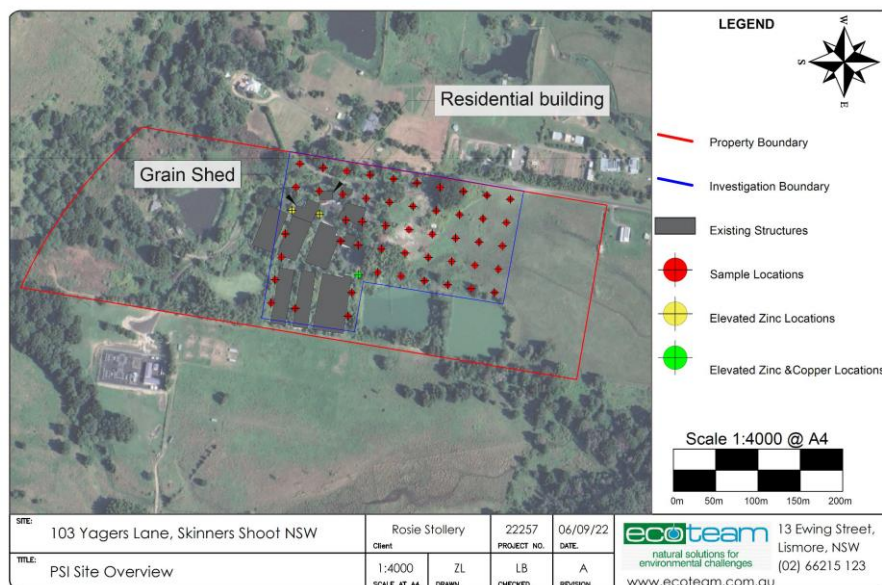 Residential building
Grain Shed
LEGEND
W
S
E
Property Boundary
Investigation Boundary
Existing Structures
Sample Locations
Elevated Zinc Locations
Elevated Zinc &Copper Locations
Scale 1:4000 @ A4
0m 50m 100m 150m 200m
SITE:
103 Yagers Lane, Skinners Shoot NSW
Rosie Stollery
Client
22257
PROJECT NO.
06/09/22
DATE.
TITLE:
PSI Site Overview
1:4000
SCALE AT A4
ZL
DRAWN
LB
CHECKED
A
REVISION
ecoteam
natural solutions for
environmental challenges
www.ecoteam.com.au
13 Ewing Street,
Lismore, NSW
(02) 66215 123